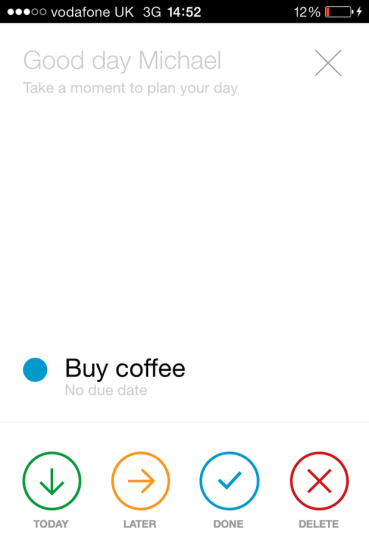 vodafone UK 3G 14:52 12%
Good day Michael
Take a moment to plan your day
Buy coffee
No due date
TODAY LATER DONE DELETE